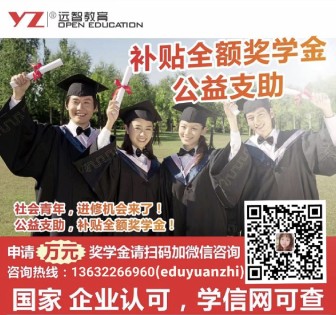 YZ®远智教育
OPEN EDUCATION
补贴全额奖学金
公益支助
社会青年，进修机会来了！
公益支助，补贴全额奖学金！
申请 万元 奖学金请扫码加微信咨询
咨询热线：13632266960(eduyuanzhi)
国家 企业认可，学信网可查